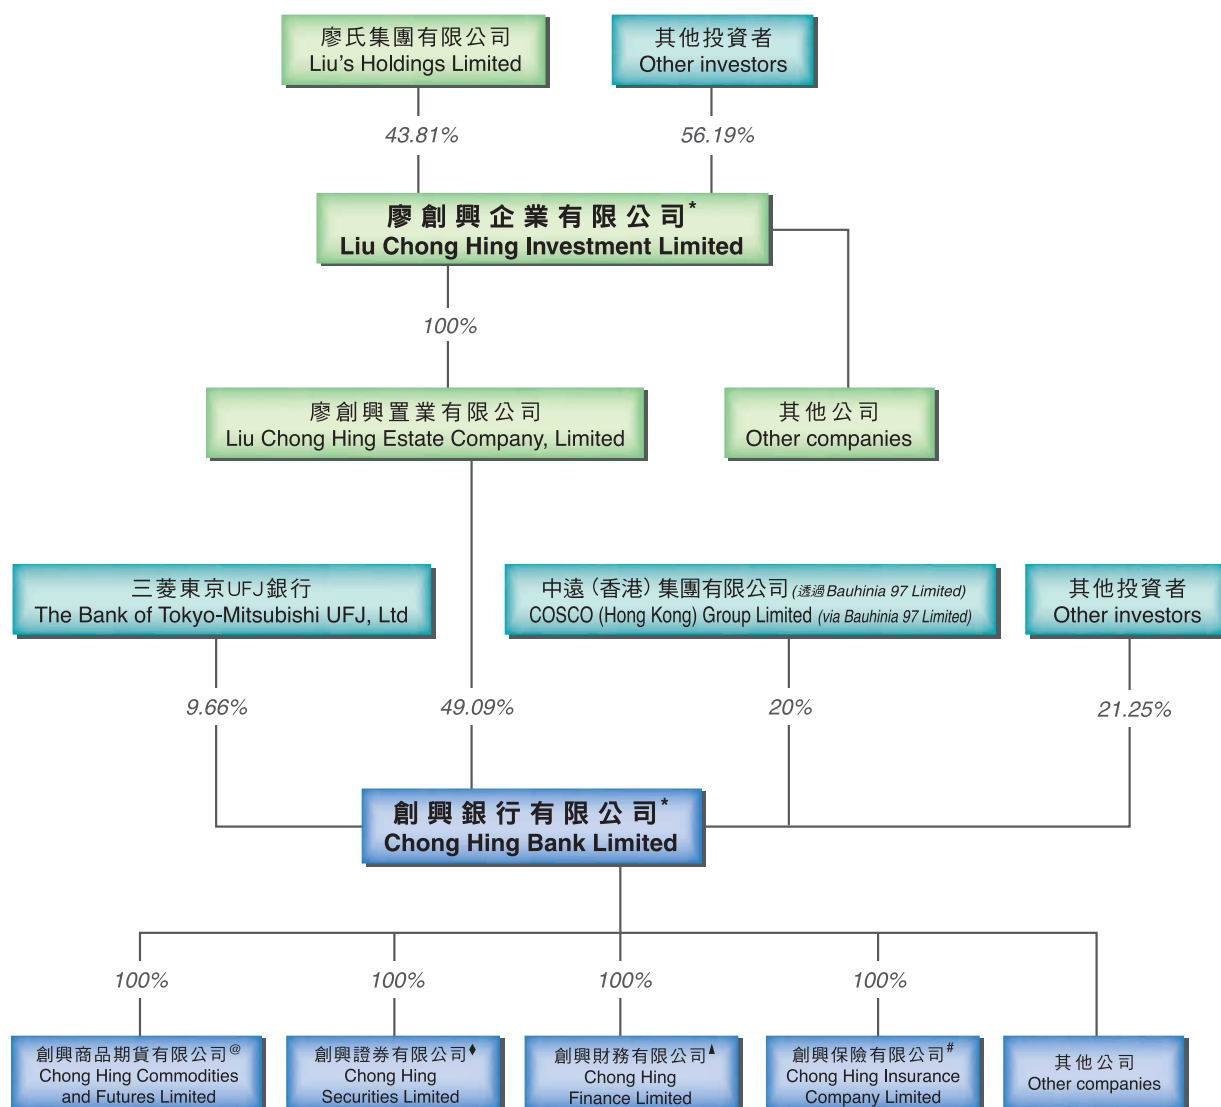 廖氏集團有限公司
Liu's Holdings Limited
其他投資者
Other investors
43.81%
56.19%
廖創興企業有限公司*
Liu Chong Hing Investment Limited
100%
廖創興置業有限公司
Liu Chong Hing Estate Company, Limited
其他公司
Other companies
三菱東京UFJ銀行
The Bank of Tokyo-Mitsubishi UFJ, Ltd
中遠(香港)集團有限公司(透過Bauhinia 97 Limited)
COSCO (Hong Kong) Group Limited (via Bauhinia 97 Limited)
其他投資者
Other investors
9.66%
49.09%
20%
21.25%
創興銀行有限公司*
Chong Hing Bank Limited
100%
100%
100%
100%
創興商品期貨有限公司@
Chong Hing Commodities
and Futures Limited
創興證券有限公司♦
Chong Hing
Securities Limited
創興財務有限公司▲
Chong Hing
Finance Limited
創興保險有限公司#
Chong Hing Insurance
Company Limited
其他公司
Other companies